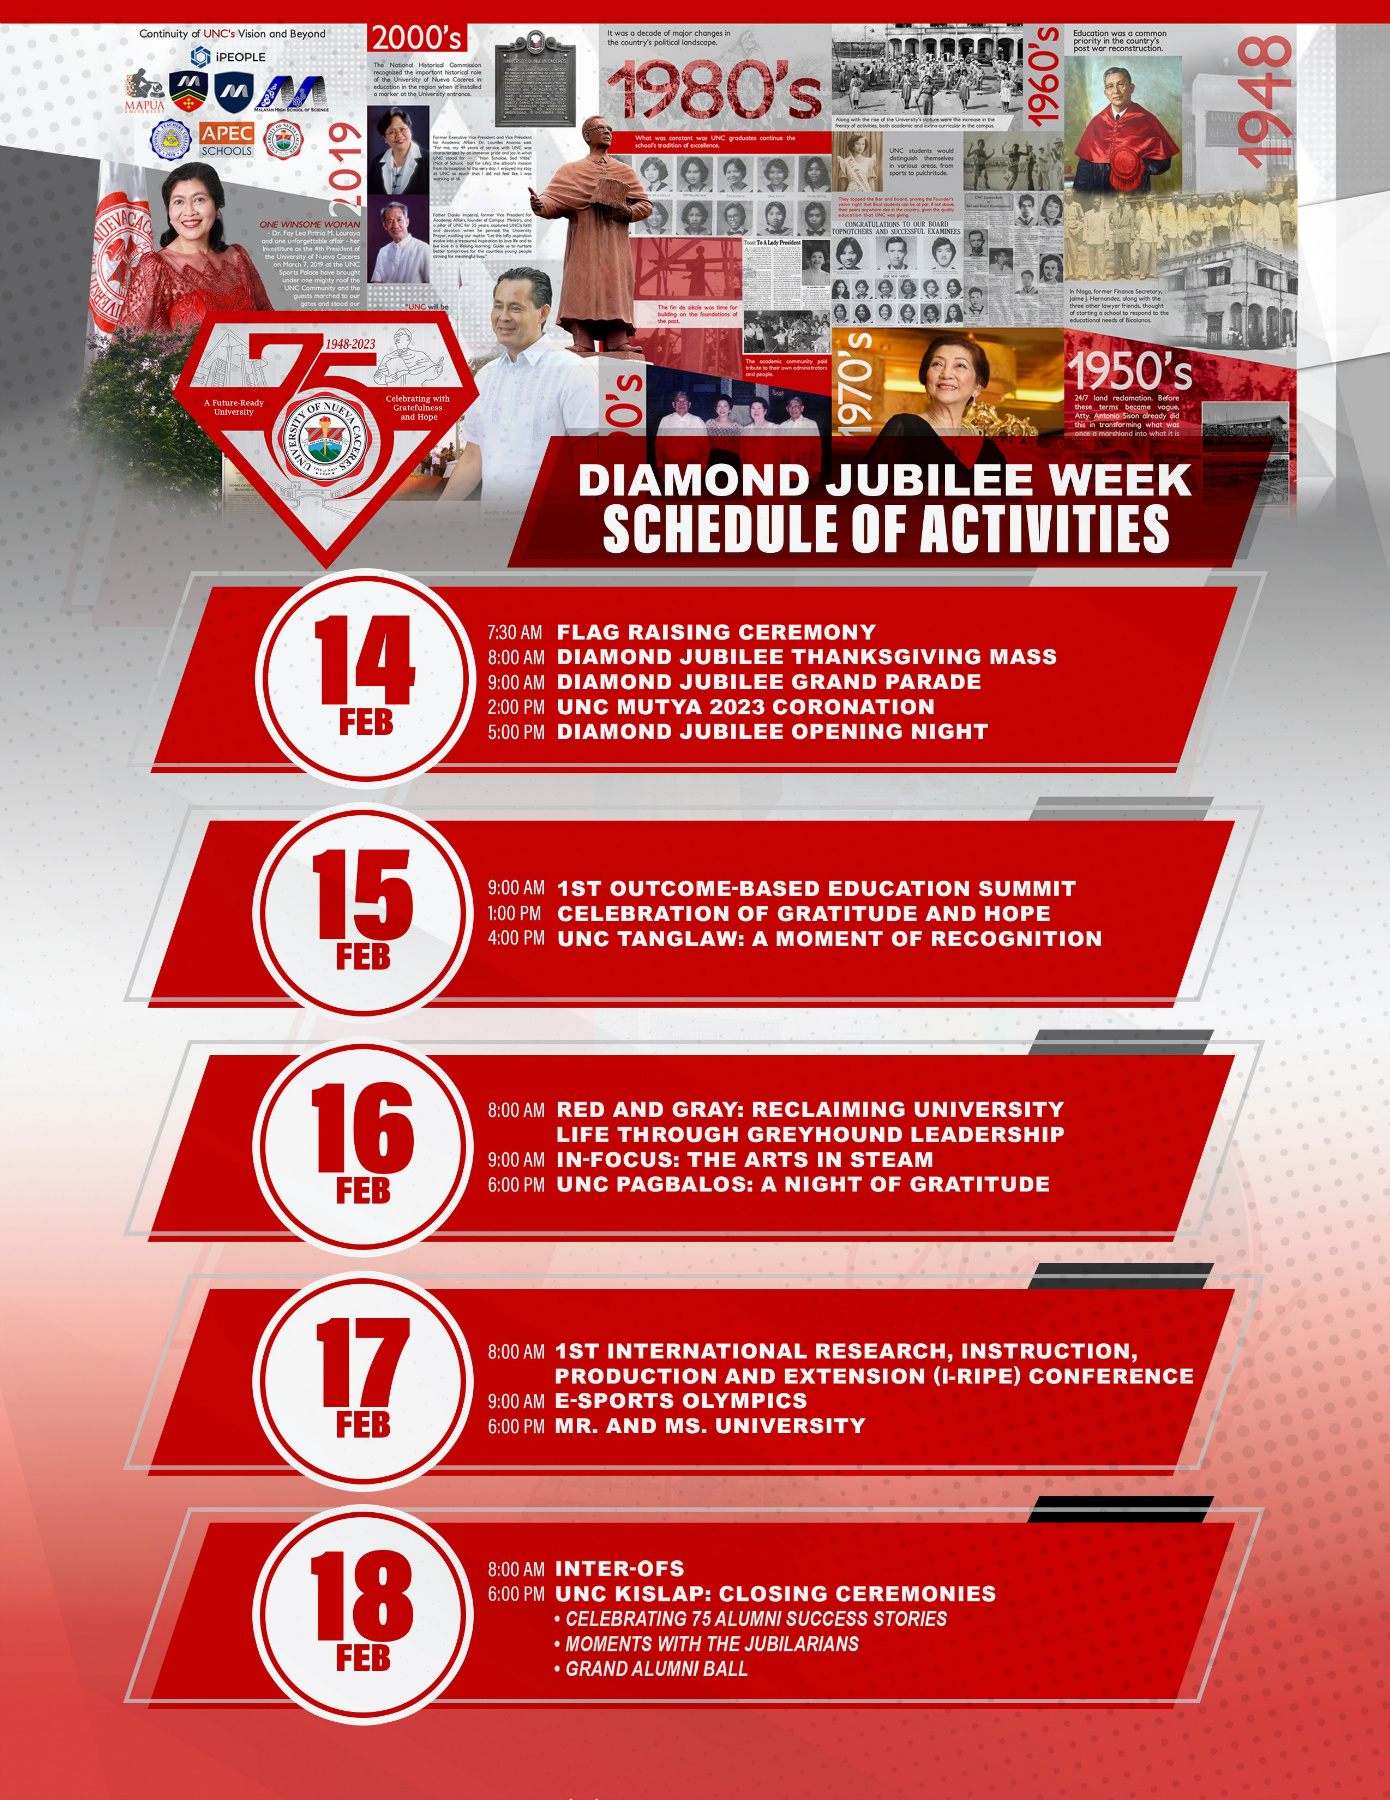 Continuity of UNC's Vision and Beyond
iPEOPLE
MAPUA
UNIVERSITY
MALAYAN HIGH SCHOOL OF SCIENCE
APEC
SCHOOLS
2019
ONE WINSOME WOMAN
- Dr. Fay Lea Patria M. Lauraya
and one unforgettable affair - her
Investiture as the 4th President of
the University of Nueva Caceres
on March 7, 2019 at the UNC
Sports Palace have brought
under one mighty roof the
UNC Community and the
guests marched to our
gates and stood our
2000's
The National Historical Commission
recognized the important historical role
of the University of Nueva Caceres in
education in the region when it installed
a marker at the University entrance.
"UNC will be
It was a decade of major changes in
the country's political landscape.
1980's
What was constant was UNC graduates continue the
school's tradition of excellence.
Toast To A Lady President
The fin de siècle was time for
building on the foundations of
the past.
The academic community paid
tribute to their own administrators
and people.
0's
1960's
Along with the rise of the University's stature were the increase in the
frenzy of activities, both academic and extra-curricular in the campus.
UNC students would
distinguish themselves
in various areas, from
sports to pulchritude.
CONGRATULATIONS TO OUR BOARD
TOPNOTCHERS AND SUCCESSFUL EXAMINEES
1970's
Education was a common
priority in the country's
post war reconstruction.
1948
In Naga, former Finance Secretary,
Jaime J. Hernandez, along with the
three other lawyer friends, thought
of starting a school to respond to the
educational needs of Bicolanos.
1950's
24/7 land reclamation. Before
these terms became vogue,
Atty. Antonio Sison already did
this in transforming what was
once a marshland into what it is
75
1948-2023
A Future-Ready
University
Celebrating with
Gratefulness
and Hope
UNIVERSITY OF NUEVA CACERES
DIAMOND JUBILEE WEEK
SCHEDULE OF ACTIVITIES
14
FEB
7:30 AM FLAG RAISING CEREMONY
8:00 AM DIAMOND JUBILEE THANKSGIVING MASS
9:00 AM DIAMOND JUBILEE GRAND PARADE
2:00 PM UNC MUTYA 2023 CORONATION
5:00 PM DIAMOND JUBILEE OPENING NIGHT
15
FEB
9:00 AM 1ST OUTCOME-BASED EDUCATION SUMMIT
1:00 PM CELEBRATION OF GRATITUDE AND HOPE
4:00 PM UNC TANGLAW: A MOMENT OF RECOGNITION
16
FEB
8:00 AM RED AND GRAY: RECLAIMING UNIVERSITY
LIFE THROUGH GREYHOUND LEADERSHIP
9:00 AM IN-FOCUS: THE ARTS IN STEAM
6:00 PM UNC PAGBALOS: A NIGHT OF GRATITUDE
17
FEB
8:00 AM 1ST INTERNATIONAL RESEARCH, INSTRUCTION,
PRODUCTION AND EXTENSION (I-RIPE) CONFERENCE
9:00 AM E-SPORTS OLYMPICS
6:00 PM MR. AND MS. UNIVERSITY
18
FEB
8:00 AM INTER-OFS
6:00 PM UNC KISLAP: CLOSING CEREMONIES
• CELEBRATING 75 ALUMNI SUCCESS STORIES
• MOMENTS WITH THE JUBILARIANS
• GRAND ALUMNI BALL